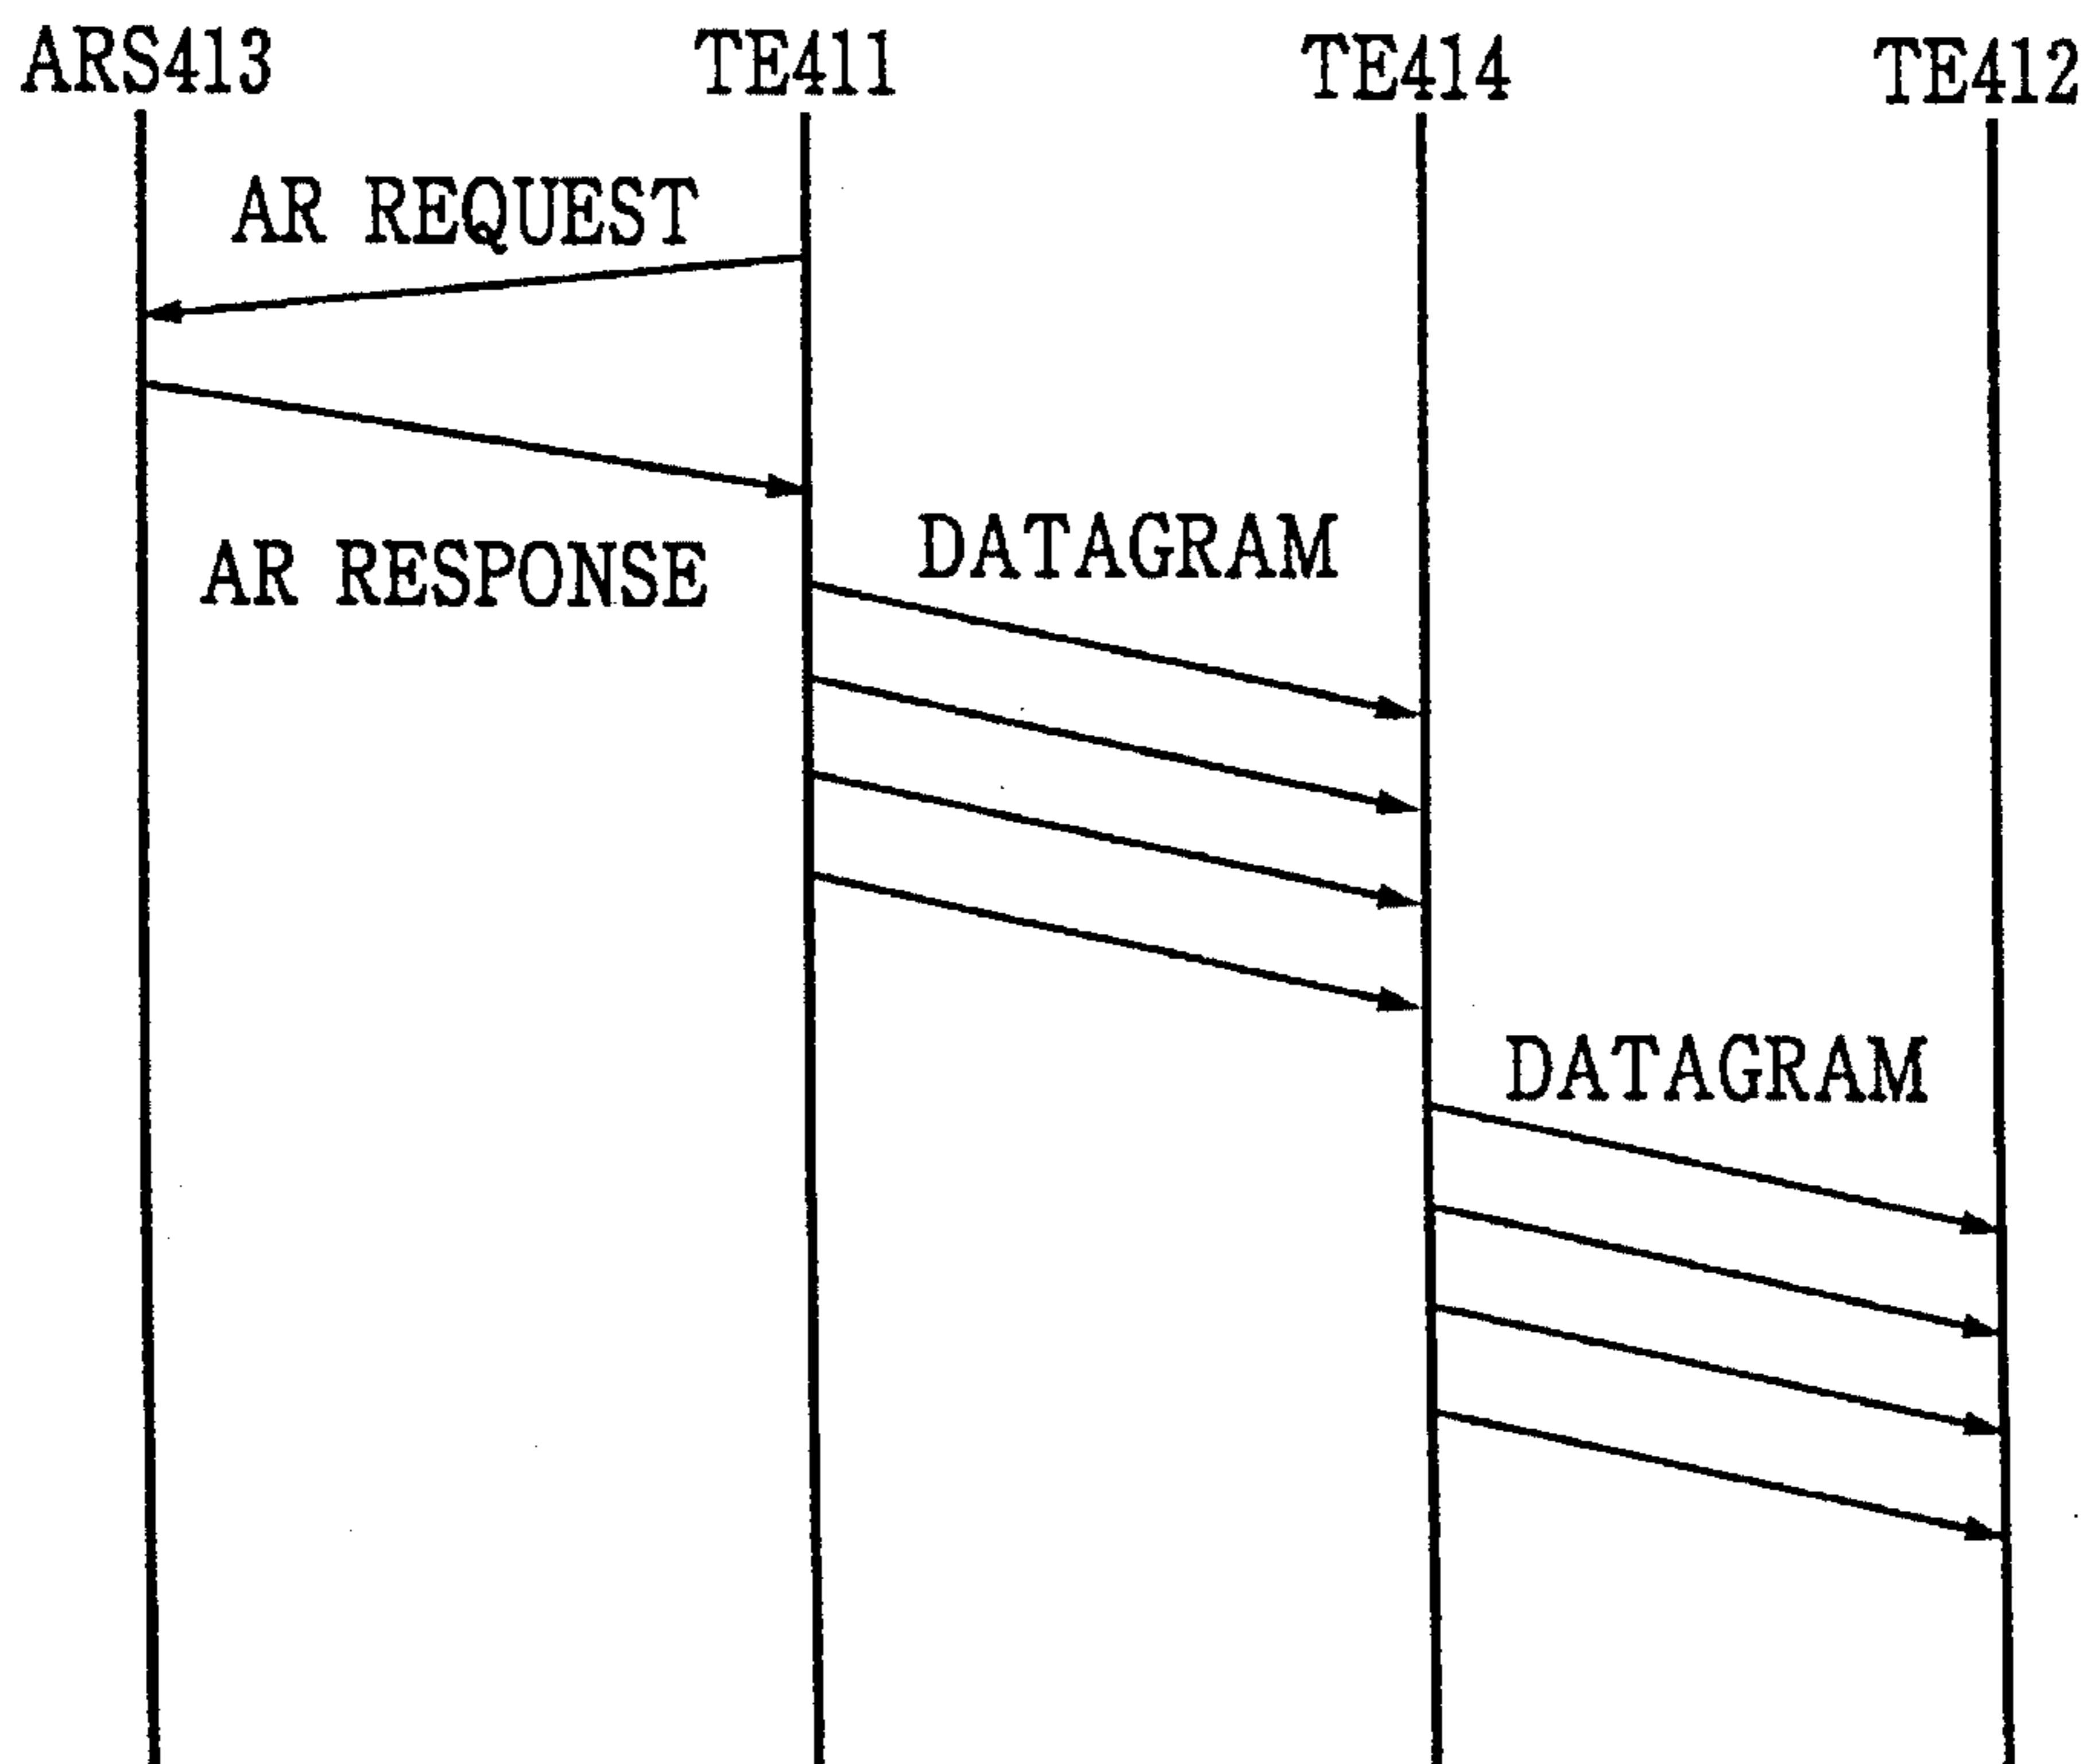 ARS413 TE411 TE414 TE412
AR REQUEST
AR RESPONSE
DATAGRAM
DATAGRAM